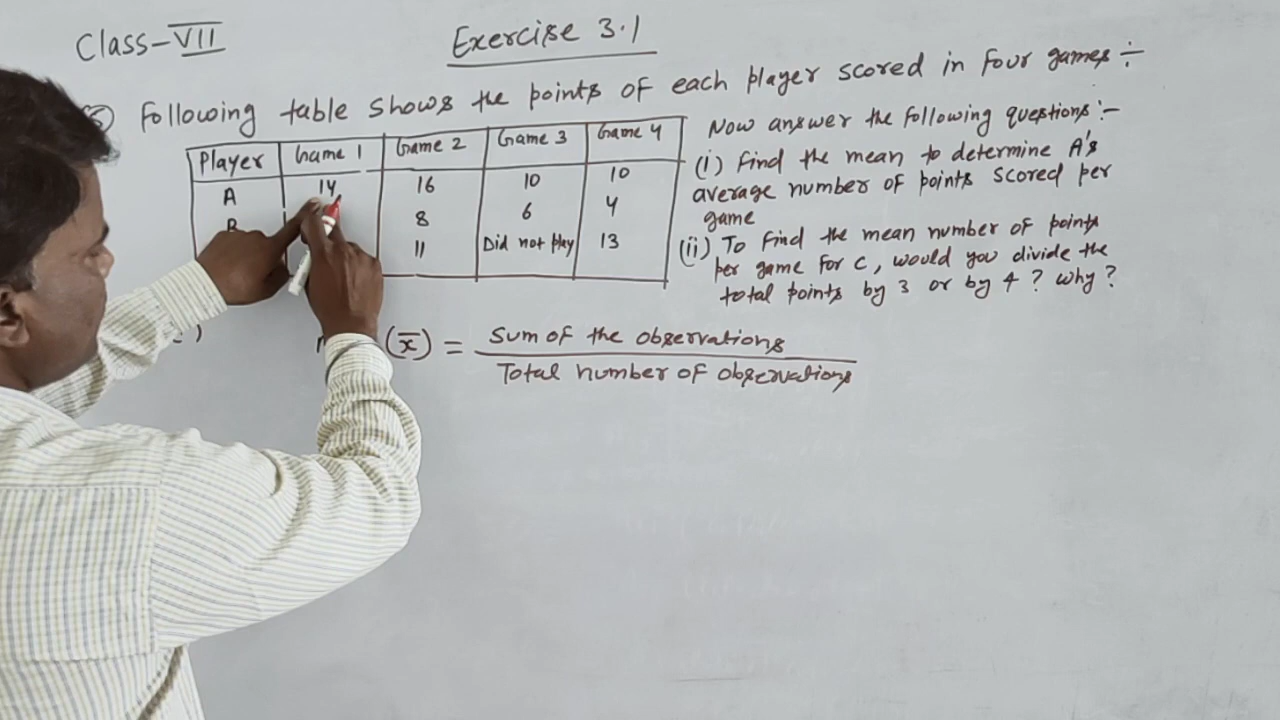 Class-VII
Exercise 3.1
Following table shows the points of each player scored in four games ÷
Player Game 1 Game 2 Game 3 Game 4
A 14 16 10 10
B 8 6 4
11 Did not play 13
Now answer the following questions :-
(i) Find the mean to determine A's
average number of points scored per
game
(ii) To find the mean number of points
per game for C, would you divide the
total points by 3 or by 4 ? why ?
(x̄) = Sum of the observations
Total number of observations